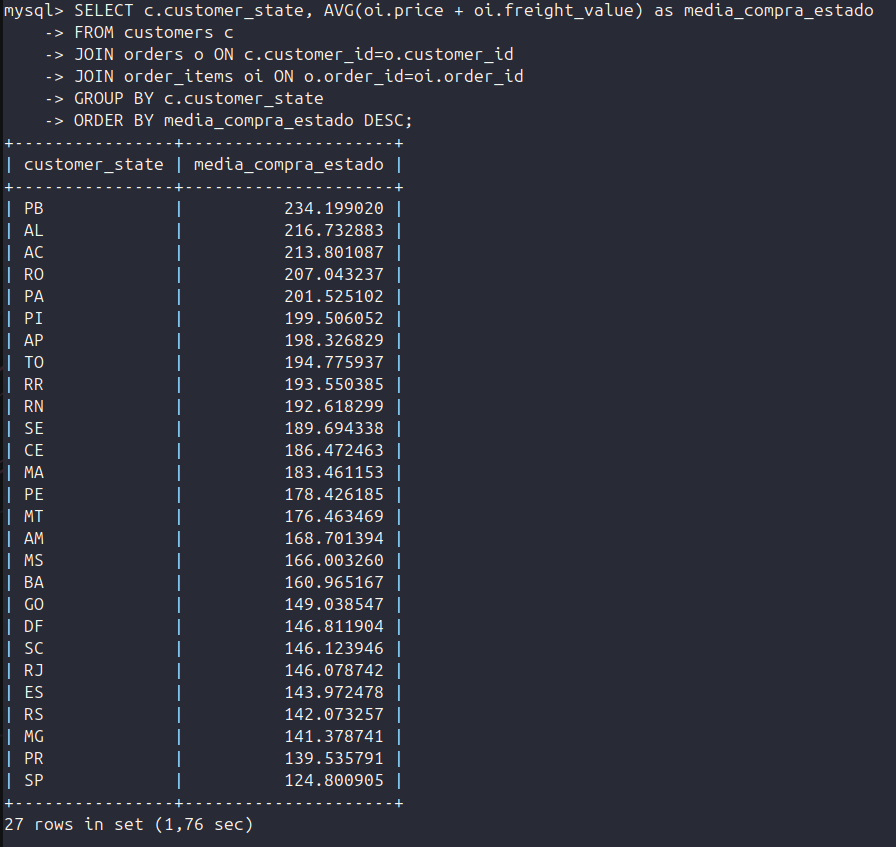 mysql> SELECT c.customer_state, AVG(oi.price + oi.freight_value) as media_compra_estado
    -> FROM customers c
    -> JOIN orders o ON c.customer_id=o.customer_id
    -> JOIN order_items oi ON o.order_id=oi.order_id
    -> GROUP BY c.customer_state
    -> ORDER BY media_compra_estado DESC;
+----------------+---------------------+
| customer_state | media_compra_estado |
+----------------+---------------------+
| PB             |          234.199020 |
| AL             |          216.732883 |
| AC             |          213.801087 |
| RO             |          207.043237 |
| PA             |          201.525102 |
| PI             |          199.506052 |
| AP             |          198.326829 |
| TO             |          194.775937 |
| RR             |          193.550385 |
| RN             |          192.618299 |
| SE             |          189.694338 |
| CE             |          186.472463 |
| MA             |          183.461153 |
| PE             |          178.426185 |
| MT             |          176.463469 |
| AM             |          168.701394 |
| MS             |          166.003260 |
| BA             |          160.965167 |
| GO             |          149.038547 |
| DF             |          146.811904 |
| SC             |          146.123946 |
| RJ             |          146.078742 |
| ES             |          143.972478 |
| RS             |          142.073257 |
| MG             |          141.378741 |
| PR             |          139.535791 |
| SP             |          124.800905 |
+----------------+---------------------+
27 rows in set (1,76 sec)